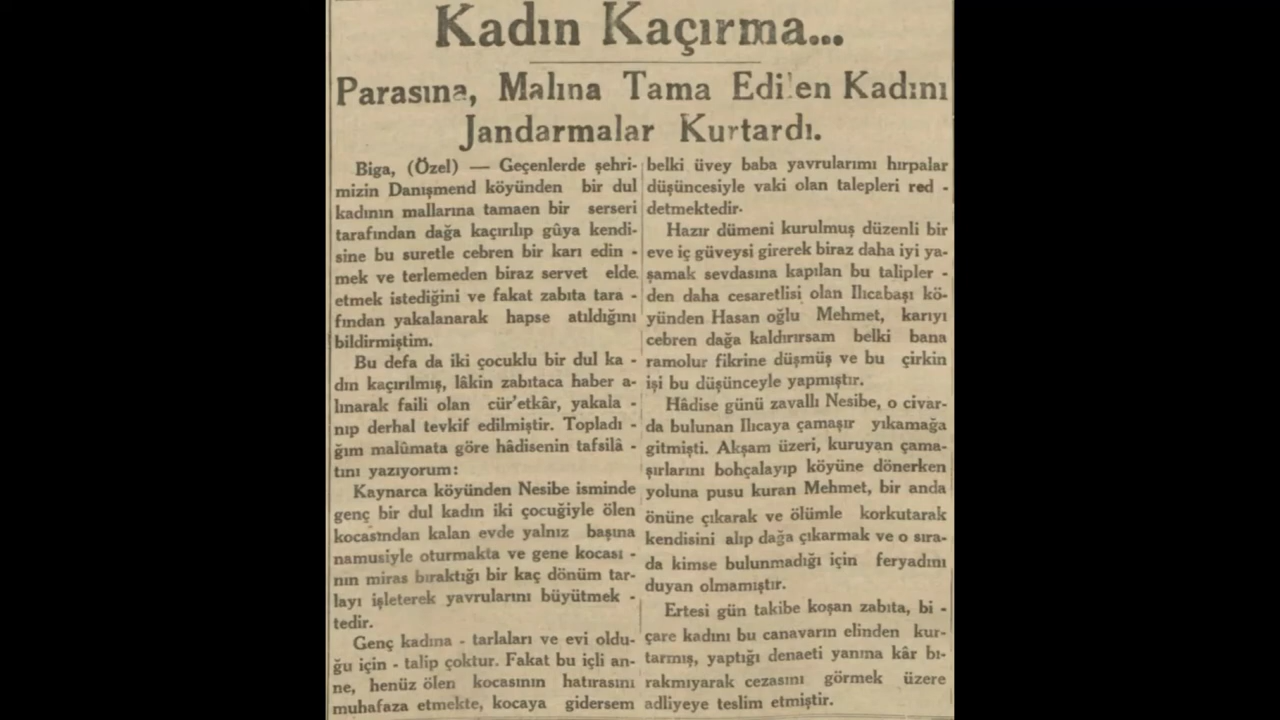 Kadın Kaçırma...
Parasına, Malına Tama Edilen Kadını
Jandarmalar Kurtardı.
Biga, (Özel) — Geçenlerde şehri-
mizin Danışmend köyünden bir dul
kadının mallarına tamaen bir serseri
tarafından dağa kaçırılıp gûya kendi-
sine bu suretle cebren bir karı edin -
mek ve terlemeden biraz servet elde
etmek istediğini ve fakat zabıta tara -
fından yakalanarak hapse atıldığını
bildirmiştim.
Bu defa da iki çocuklu bir dul ka -
dın kaçırılmış, lâkin zabıtaca haber a-
lınarak faili olan cür'etkâr, yakala -
nıp derhal tevkif edilmiştir. Topladı -
ğım malûmata göre hâdisenin tafsilâ -
tını yazıyorum:
Kaynarca köyünden Nesibe isminde
genç bir dul kadın iki çocuğiyle ölen
kocasından kalan evde yalnız başına
namusiyle oturmakta ve gene kocası -
nın miras bıraktığı bir kaç dönüm tar-
layı işleterek yavrularını büyütmek -
tedir.
Genç kadına - tarlaları ve evi oldu-
ğu için - talip çoktur. Fakat bu içli an-
ne, henüz ölen kocasının hatırasını
muhafaza etmekte, kocaya gidersem
belki üvey baba yavrularımı hırpalar
düşüncesiyle vaki olan talepleri red -
detmektedir.
Hazır dümeni kurulmuş düzenli bir
eve iç güveysi girerek biraz daha iyi ya-
şamak sevdasına kapılan bu talipler -
den daha cesaretlisi olan Ilıcabaşı kö-
yünden Hasan oğlu Mehmet, karıyı
cebren dağa kaldırırsam belki bana
ramolur fikrine düşmüş ve bu çirkin
işi bu düşünceyle yapmıştır.
Hâdise günü zavallı Nesibe, o civar-
da bulunan Ilıcaya çamaşır yıkamağa
gitmişti. Akşam üzeri, kuruyan çama-
şırlarını bohçalayıp köyüne dönerken
yoluna pusu kuran Mehmet, bir anda
önüne çıkarak ve ölümle korkutarak
kendisini alıp dağa çıkarmak ve o sıra-
da kimse bulunmadığı için feryadını
duyan olmamıştır.
Ertesi gün takibe koşan zabıta, bi -
çare kadını bu canavarın elinden kur-
tarmış, yaptığı denaeti yanına kâr bı-
rakmıyarak cezasını görmek üzere
adliyeye teslim etmiştir.